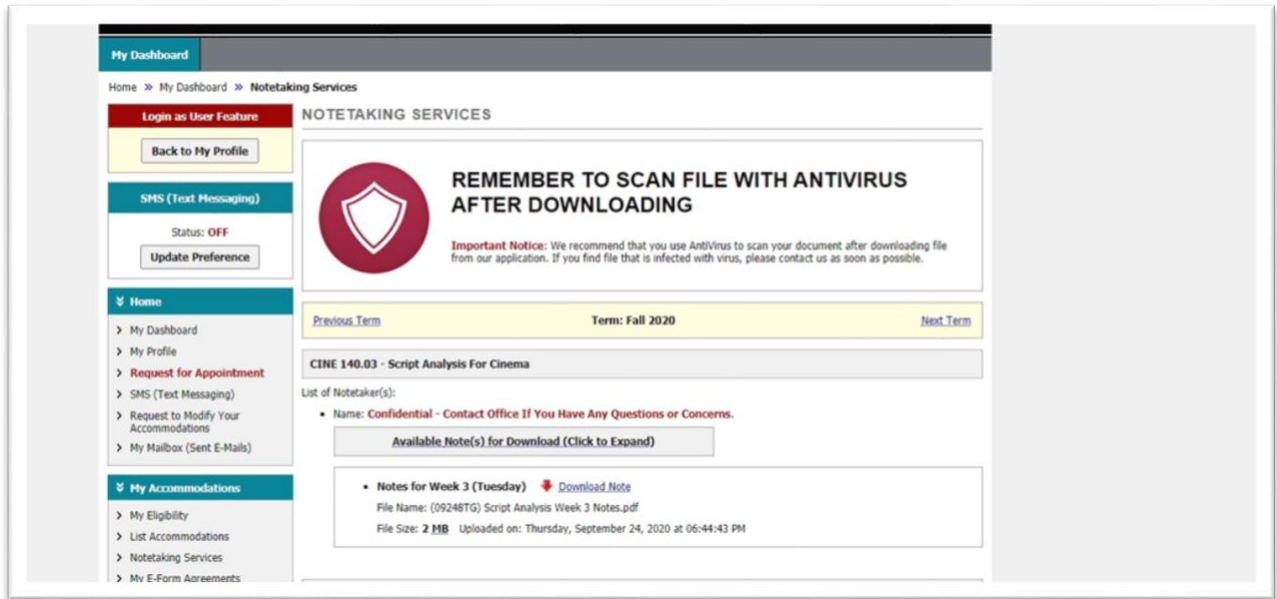 My Dashboard
Home » My Dashboard » Notetaking Services
Login as User Feature
Back to My Profile
SMS (Text Messaging)
Status: OFF
Update Preference
¥ Home
> My Dashboard
> My Profile
> Request for Appointment
> SMS (Text Messaging)
> Request to Modify Your
Accommodations
> My Mailbox (Sent E-Mails)
¥ My Accommodations
> My Eligibility
> List Accommodations
> Notetaking Services
> My E-Form Agreements
NOTETAKING SERVICES
REMEMBER TO SCAN FILE WITH ANTIVIRUS
AFTER DOWNLOADING
Important Notice: We recommend that you use AntiVirus to scan your document after downloading file
from our application. If you find file that is infected with virus, please contact us as soon as possible.
Previous Term Term: Fall 2020 Next Term
CINE 140.03 - Script Analysis For Cinema
List of Notetaker(s):
• Name: Confidential - Contact Office If You Have Any Questions or Concerns.
Available Note(s) for Download (Click to Expand)
• Notes for Week 3 (Tuesday) Download Note
File Name: (09248TG) Script Analysis Week 3 Notes.pdf
File Size: 2 MB Uploaded on: Thursday, September 24, 2020 at 06:44:43 PM